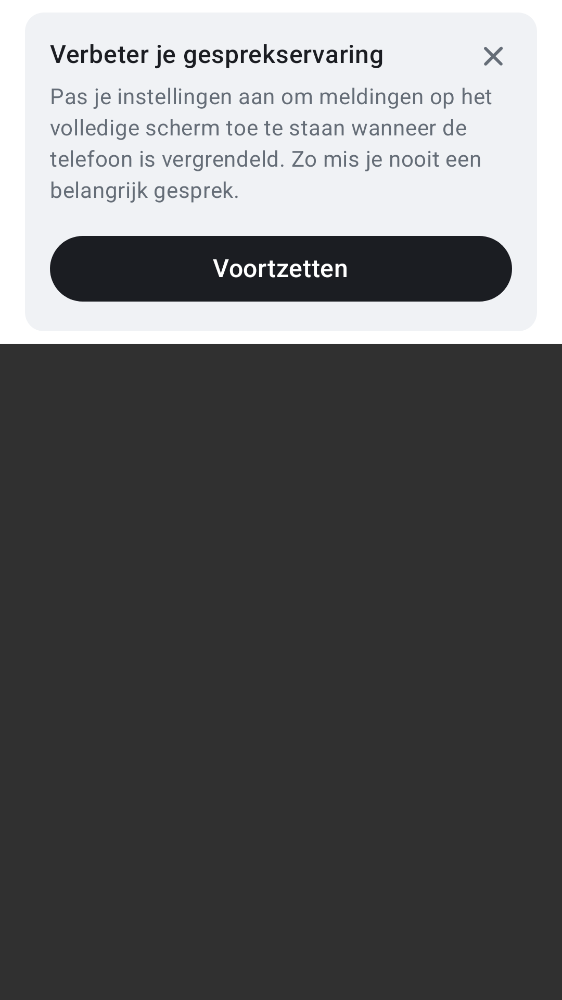 Verbeter je gesprekservaring
Pas je instellingen aan om meldingen op het
volledige scherm toe te staan wanneer de
telefoon is vergrendeld. Zo mis je nooit een
belangrijk gesprek.
Voortzetten